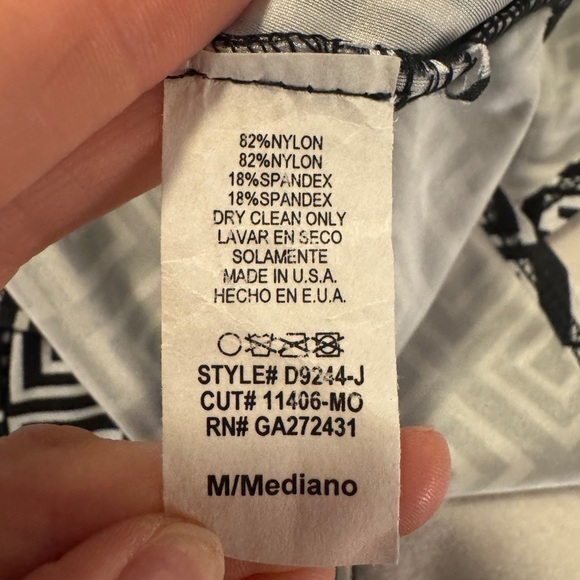 82%NYLON
82%NYLON
18%SPANDEX
18%SPANDEX
DRY CLEAN ONLY
LAVAR EN SECO
SOLAMENTE
MADE IN U.S.A.
HECHO EN E.U.A.
STYLE# D9244-J
CUT# 11406-MO
RN# GA272431
M/Mediano